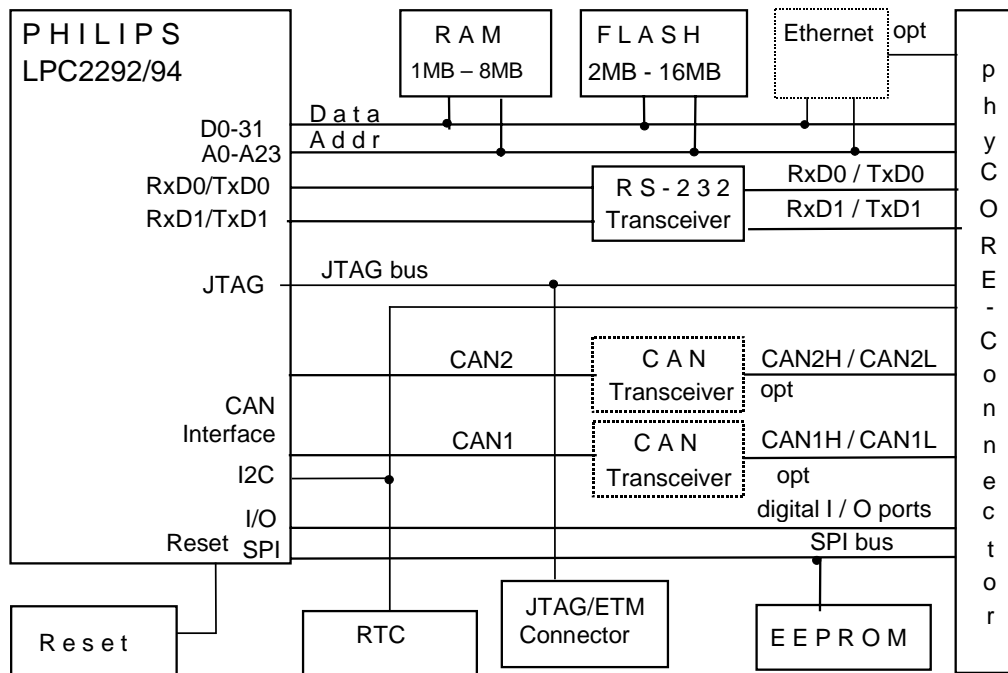 PHILIPS
LPC2292/94
RAM
1MB – 8MB
FLASH
2MB - 16MB
Ethernet
opt
Data
D0-31
Addr
A0-A23
RxD0/TxD0
RxD1/TxD1
RS-232
Transceiver
RxD0 / TxD0
RxD1 / TxD1
JTAG
JTAG bus
CAN2
CAN
Transceiver
CAN2H / CAN2L
opt
CAN
Interface
CAN1
CAN
Transceiver
CAN1H / CAN1L
opt
I2C
I/O
digital I / O ports
Reset
SPI
SPI bus
Reset
RTC
JTAG/ETM
Connector
EEPROM
phyCORE-Connector